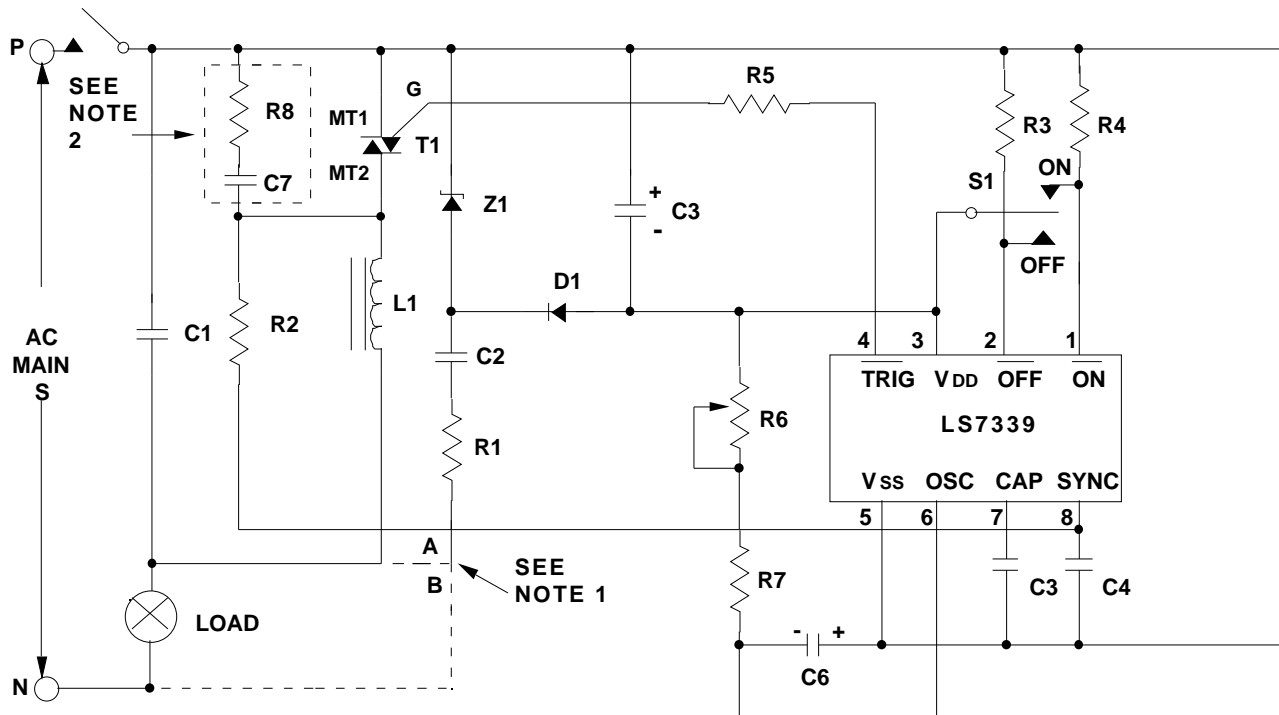 P
SEE
NOTE
2
R8
C7
MT1
MT2
G
T1
R5
R3
R4
ON
S1
OFF
Z1
+
C3
-
D1
L1
C1
R2
C2
R1
R6
AC
MAIN
S
4
3
2
1
TRIG
VDD
OFF
ON
LS7339
VSS
OSC
CAP
SYNC
5
6
7
8
A
B
SEE
NOTE 1
R7
C3
C4
LOAD
-
+
C6
N